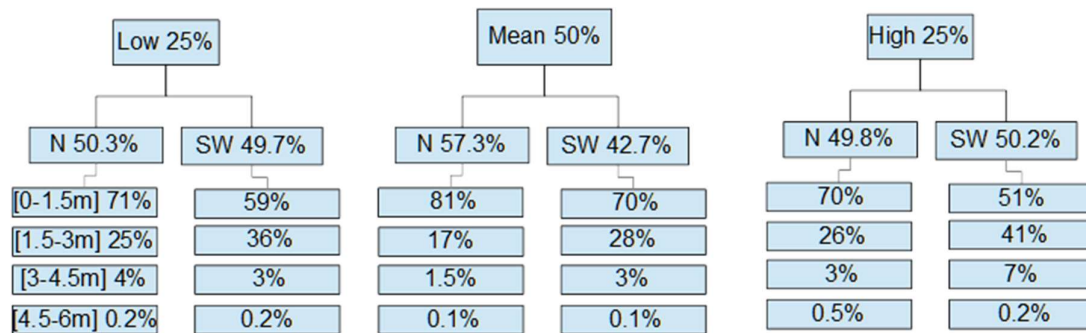 Low 25%
Mean 50%
High 25%
N 50.3%
SW 49.7%
N 57.3%
SW 42.7%
N 49.8%
SW 50.2%
[0-1.5m] 71%
59%
81%
70%
70%
51%
[1.5-3m] 25%
36%
17%
28%
26%
41%
[3-4.5m] 4%
3%
1.5%
3%
3%
7%
[4.5-6m] 0.2%
0.2%
0.1%
0.1%
0.5%
0.2%